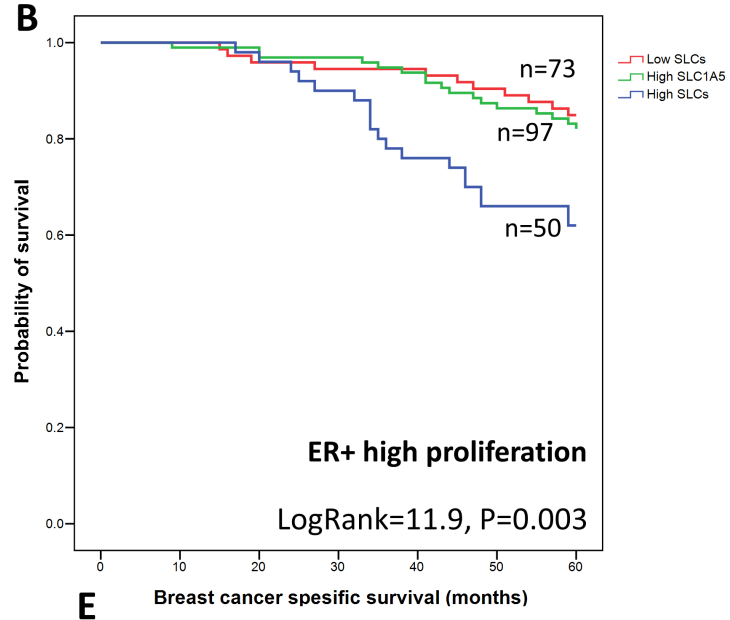 B
Low SLCs
High SLC1A5
High SLCs
n=73
n=97
n=50
Probability of survival
1.0
0.8
0.6
0.4
0.2
0.0
ER+ high proliferation
LogRank=11.9, P=0.003
0 10 20 30 40 50 60
Breast cancer spesific survival (months)
E